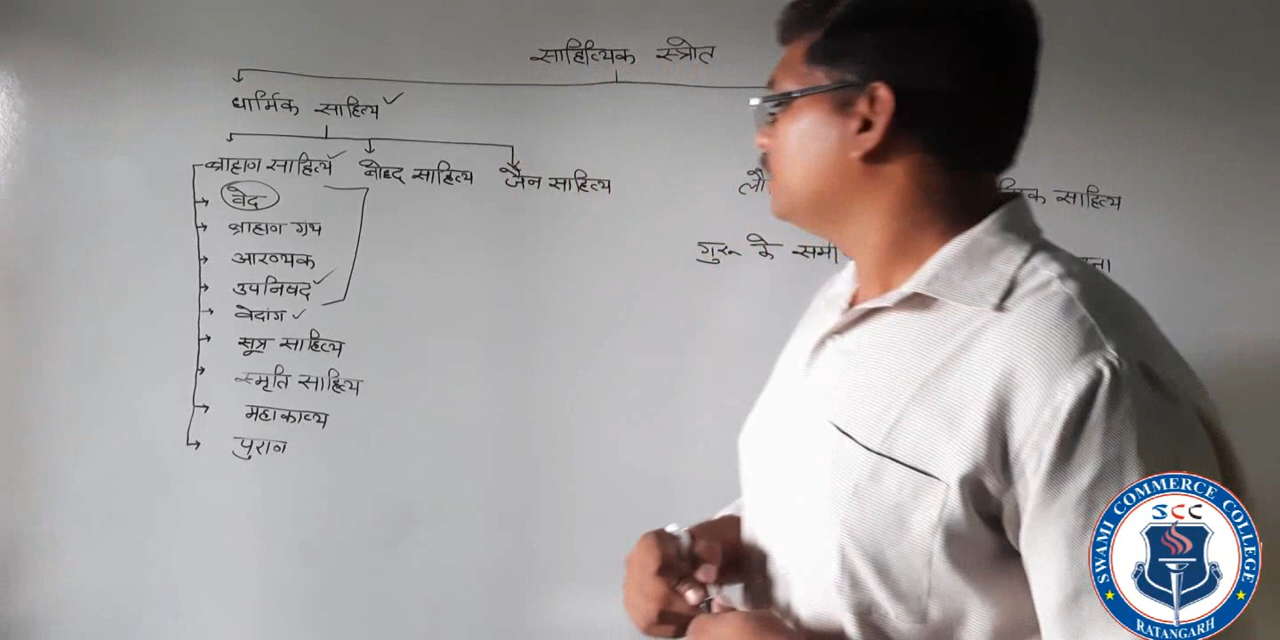 साहित्यिक स्त्रोत
धार्मिक साहित्य
ब्राह्मण साहित्य बौद्ध साहित्य जैन साहित्य
लौ
क साहित्य
वेद
ब्राह्मण ग्रंथ
आरण्यक
उपनिषद्
वेदांग
सूत्र साहित्य
स्मृति साहित्य
महाकाव्य
पुरान
गुरू के समी
ना
SWAMI COMMERCE COLLEGE
SCC
RATANGARH